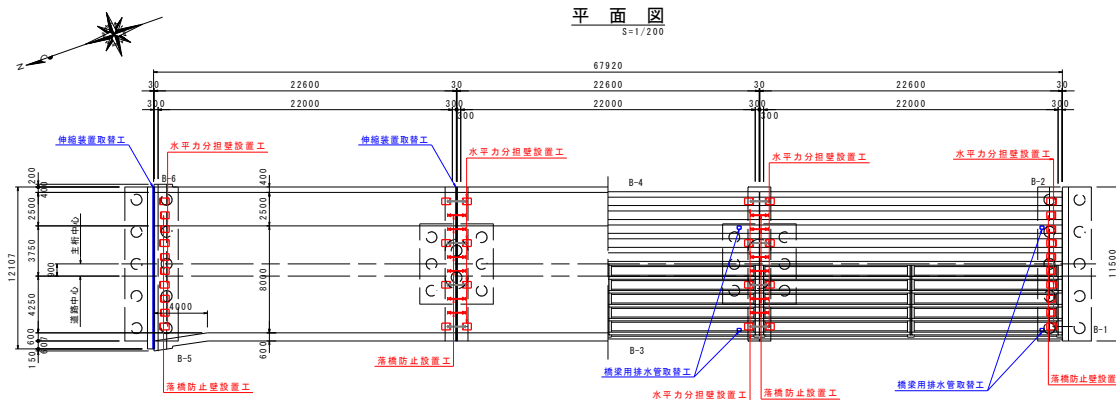 平面図
S=1/200
N
67920
30 22600 30 22600 30 22600 30
300 22000 300 22000 300 22000 300
300 300
伸縮装置取替工
水平力分担壁設置工
伸縮装置取替工
水平力分担壁設置工
水平力分担壁設置工
水平力分担壁設置工
B-6
B-4
B-2
200
400
2500
3750
900
4250
600
607
150
12107
主桁中心
道路中心
400
2500
8000
600
4000
11500
B-5
B-3
B-1
落橋防止壁設置工
落橋防止工設置工
橋梁用排水管取替工
水平力分担壁設置工
落橋防止工設置工
橋梁用排水管取替工
落橋防止壁設置